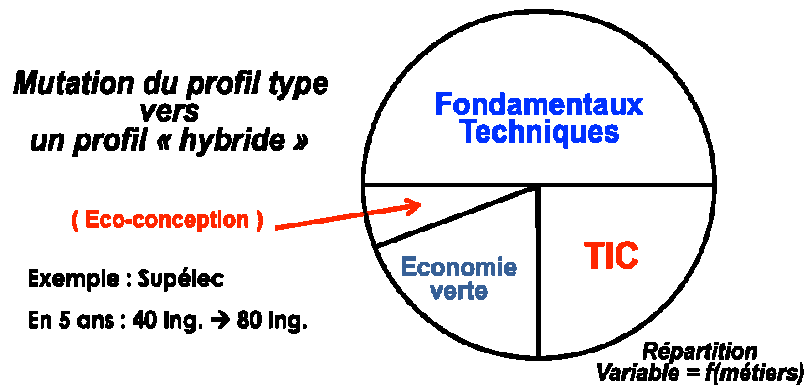 Mutation du profil type
vers
un profil « hybride »
Fondamentaux
Techniques
( Eco-conception )
Economie
verte
TIC
Exemple : Supélec
En 5 ans : 40 Ing. → 80 Ing.
Répartition
Variable = f(métiers)